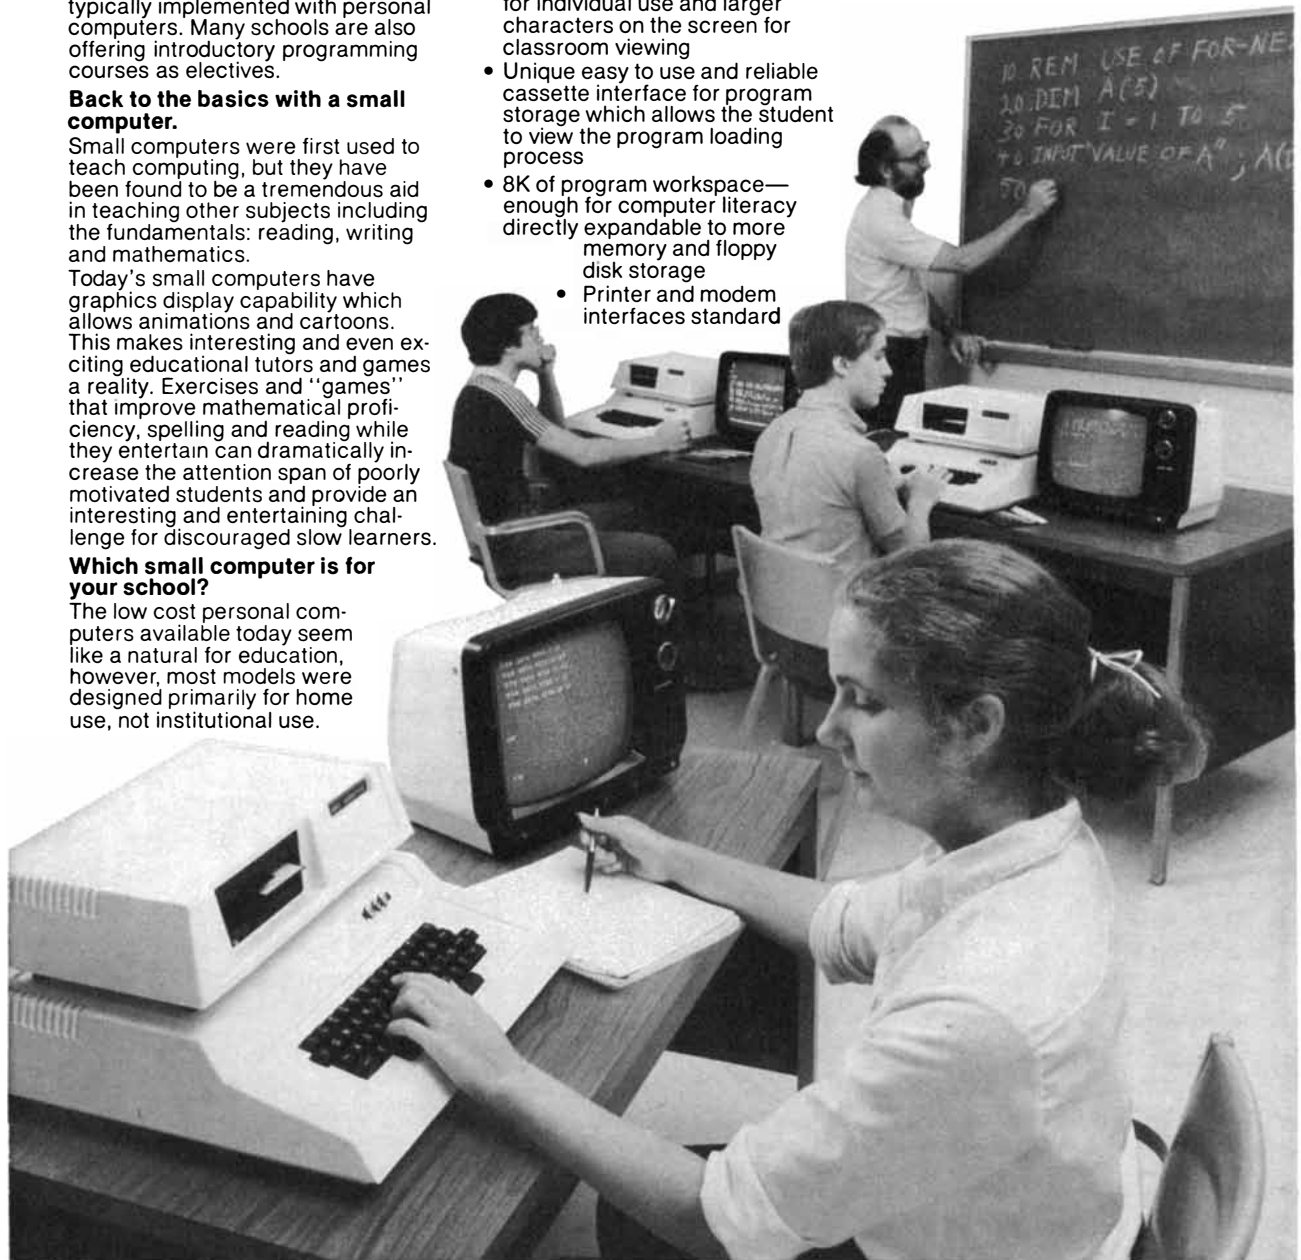 typically implemented with personal
computers. Many schools are also
offering introductory programming
courses as electives.
Back to the basics with a small
computer.
Small computers were first used to
teach computing, but they have
been found to be a tremendous aid
in teaching other subjects including
the fundamentals: reading, writing
and mathematics.
Today's small computers have
graphics display capability which
allows animations and cartoons.
This makes interesting and even ex-
citing educational tutors and games
a reality. Exercises and "games"
that improve mathematical profi-
ciency, spelling and reading while
they entertain can dramatically in-
crease the attention span of poorly
motivated students and provide an
interesting and entertaining chal-
lenge for discouraged slow learners.
Which small computer is for
your school?
The low cost personal com-
puters available today seem
like a natural for education,
however, most models were
designed primarily for home
use, not institutional use.
for individual use and larger
characters on the screen for
classroom viewing
• Unique easy to use and reliable
cassette interface for program
storage which allows the student
to view the program loading
process
• 8K of program workspace—
enough for computer literacy
directly expandable to more
memory and floppy
disk storage
• Printer and modem
interfaces standard
10 REM USE OF FOR-NE
20 DIM A(5)
30 FOR I = 1 TO 5
40 INPUT "VALUE OF A" ; A(
50